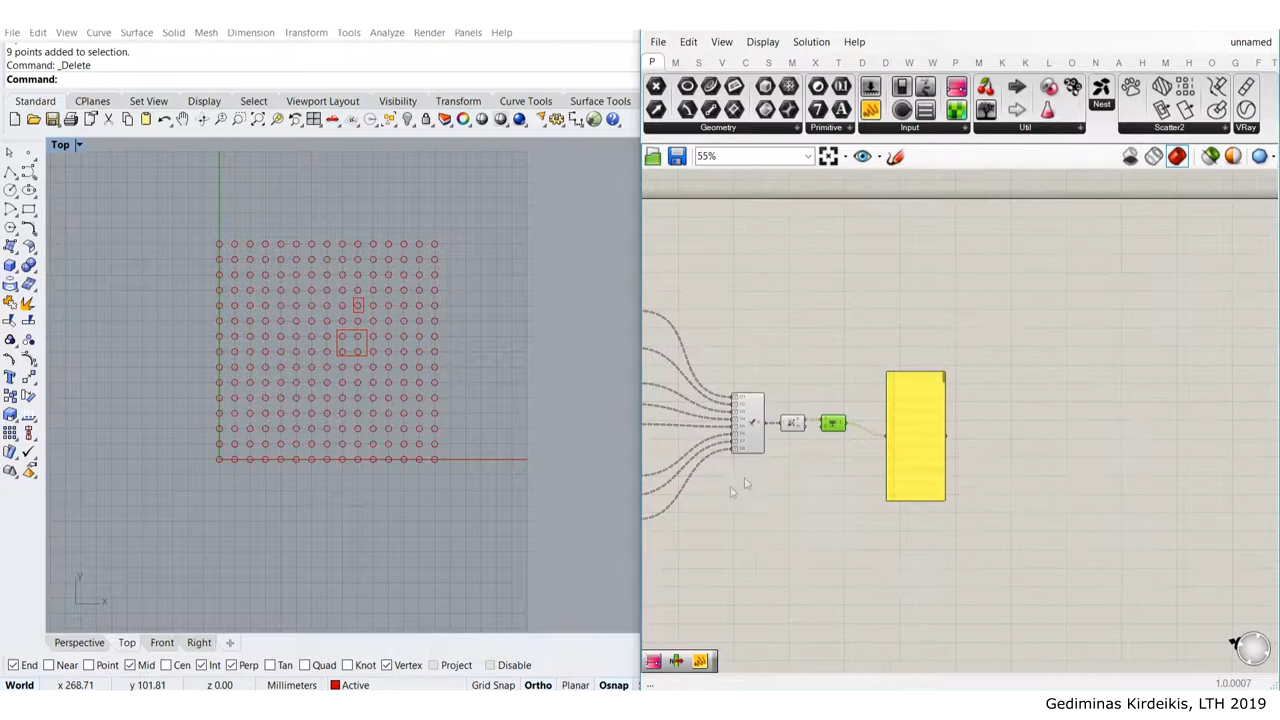 File Edit View Curve Surface Solid Mesh Dimension Transform Tools Analyze Render Panels Help
9 points added to selection.
Command: _Delete
Command:
Standard CPlanes Set View Display Select Viewport Layout Visibility Transform Curve Tools Surface Tools
Top
Perspective Top Front Right
End Near Point Mid Cen Int Perp Tan Quad Knot Vertex Project Disable
World x 268.71 y 101.81 z 0.00 Millimeters Active Grid Snap Ortho Planar Osnap
File Edit View Display Solution Help unnamed
P M S V C S M I T D D K W L N A H M K L F T
Nest
Geometry Primitive Input Util Scatter2 VRay
55%
y
x
...
1.0.0007
Gediminas Kirdeikis, LTH 2019